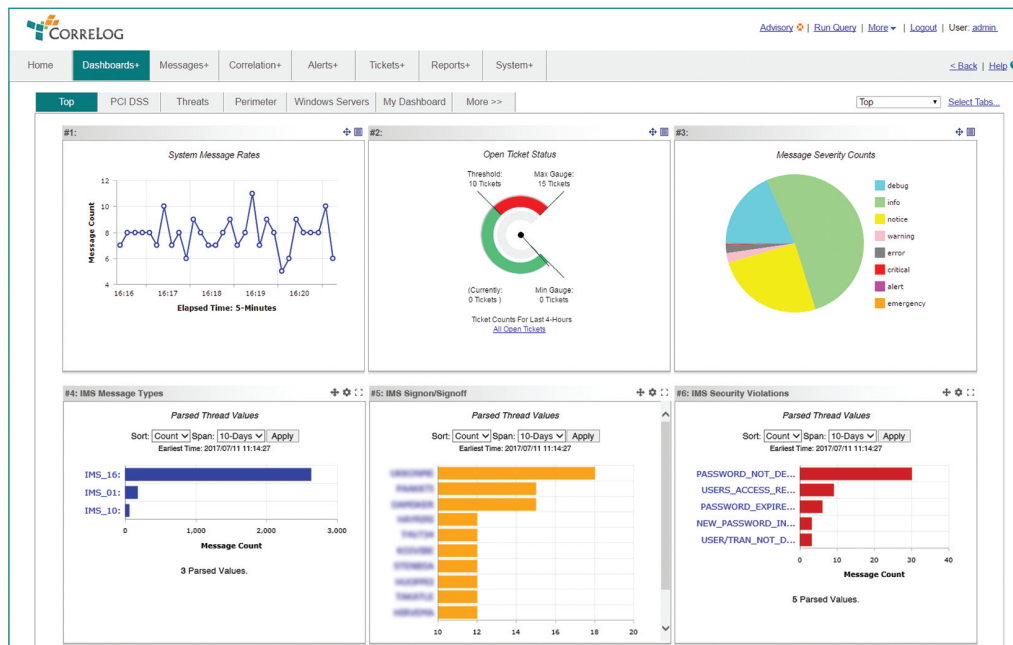 CORRELOG
Advisory | Run Query | More | Logout | User: admin
Home Dashboards+ Messages+ Correlation+ Alerts+ Tickets+ Reports+ System+
< Back | Help
Top PCI DSS Threats Perimeter Windows Servers My Dashboard More >>
Top Select Tabs...
#1:
System Message Rates
Message Count
12
10
8
6
4
16:16 16:17 16:18 16:19 16:20
Elapsed Time: 5-Minutes
#2:
Open Ticket Status
Threshold: Max Gauge:
10 Tickets 15 Tickets
(Currently: Min Gauge:
0 Tickets ) 0 Tickets
Ticket Counts For Last 4-Hours
All Open Tickets
#3:
Message Severity Counts
debug
info
notice
warning
error
critical
alert
emergency
#4: IMS Message Types
Parsed Thread Values
Sort: Count Span: 10-Days Apply
Earliest Time: 2017/07/11 11:14:27
IMS_16:
IMS_01:
IMS_10:
0 1,000 2,000 3,000
Message Count
3 Parsed Values.
#5: IMS Signon/Signoff
Parsed Thread Values
Sort: Count Span: 10-Days Apply
Earliest Time: 2017/07/11 11:14:27
10 12 14 16 18 20
#6: IMS Security Violations
Parsed Thread Values
Sort: Count Span: 10-Days Apply
Earliest Time: 2017/07/11 11:14:27
PASSWORD_NOT_DE...
USERS_ACCESS_RE...
PASSWORD_EXPIRE...
NEW_PASSWORD_IN...
USER/TRAN_NOT_D...
0 10 20 30 40
Message Count
5 Parsed Values.